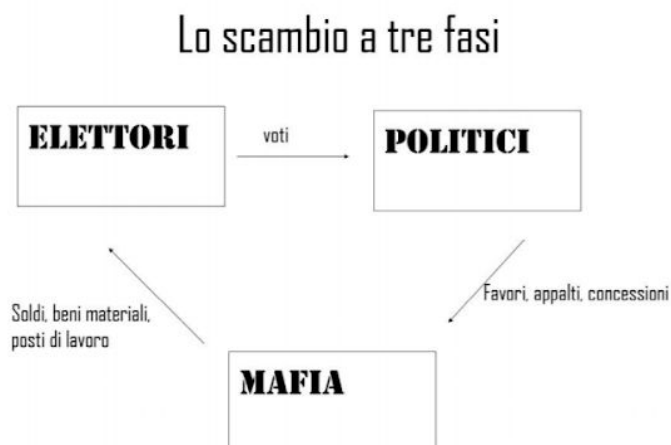 Lo scambio a tre fasi
ELETTORI
voti
POLITICI
Favori, appalti, concessioni
Soldi, beni materiali,
posti di lavoro
MAFIA